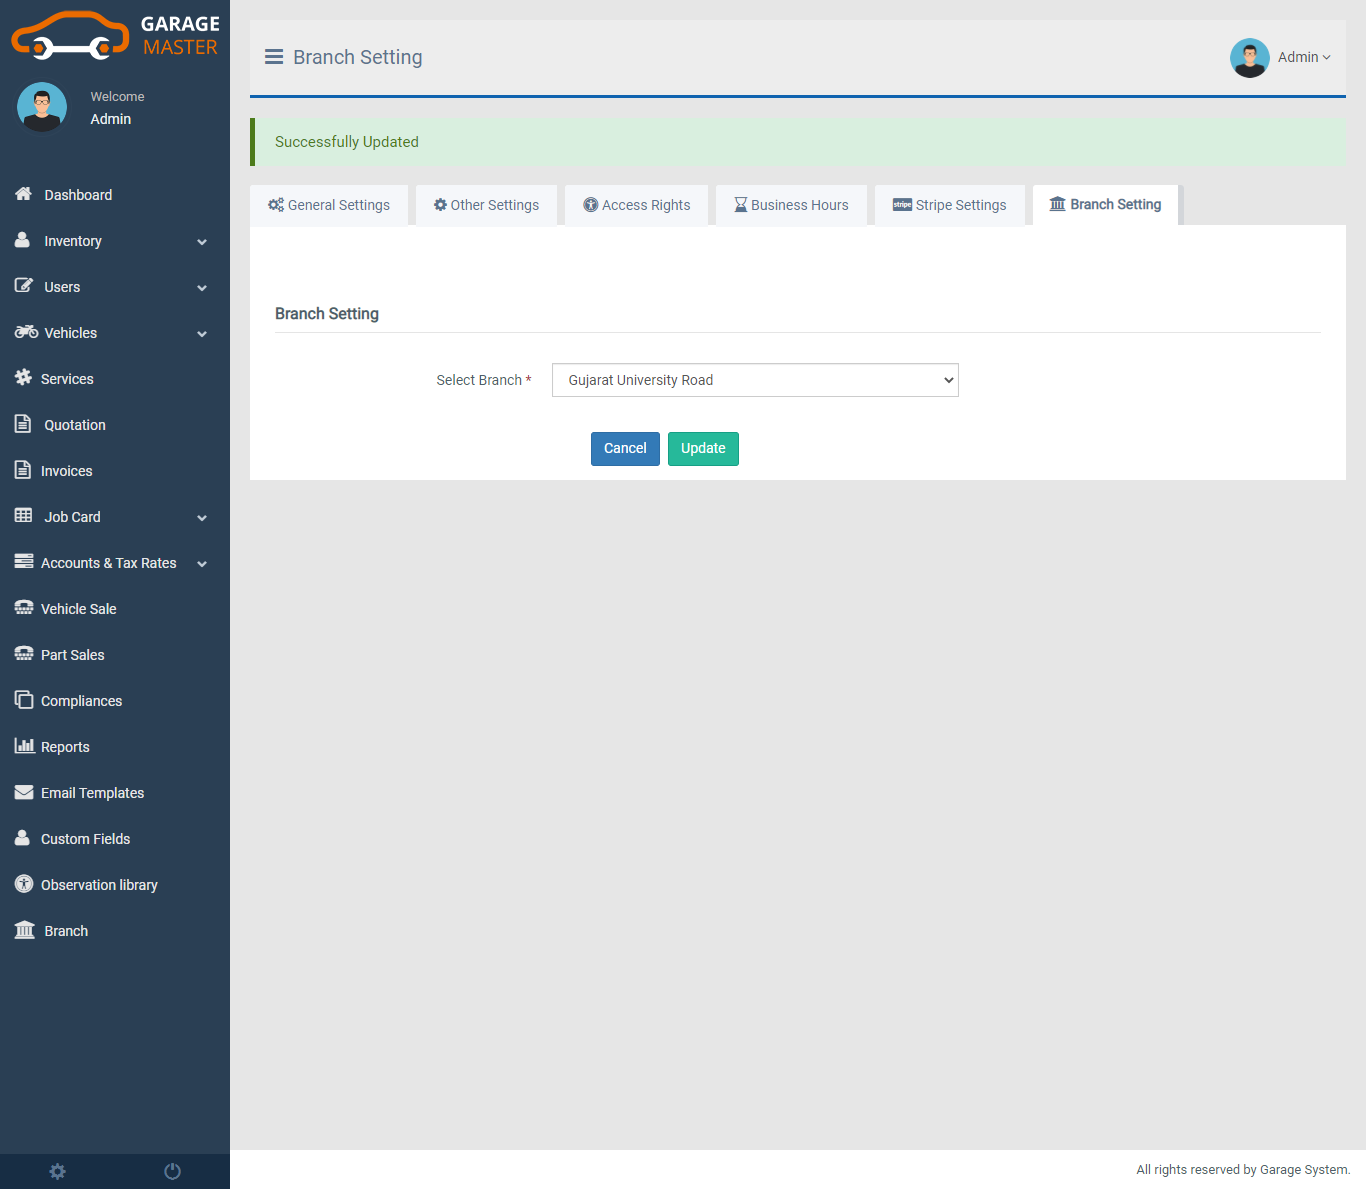 GARAGE
MASTER
Welcome
Admin
Dashboard
Inventory
Users
Vehicles
Services
Quotation
Invoices
Job Card
Accounts & Tax Rates
Vehicle Sale
Part Sales
Compliances
Reports
Email Templates
Custom Fields
Observation library
Branch
Branch Setting
Admin
Successfully Updated
General Settings
Other Settings
Access Rights
Business Hours
stripe Stripe Settings
Branch Setting
Branch Setting
Select Branch * Gujarat University Road
Cancel Update
All rights reserved by Garage System.